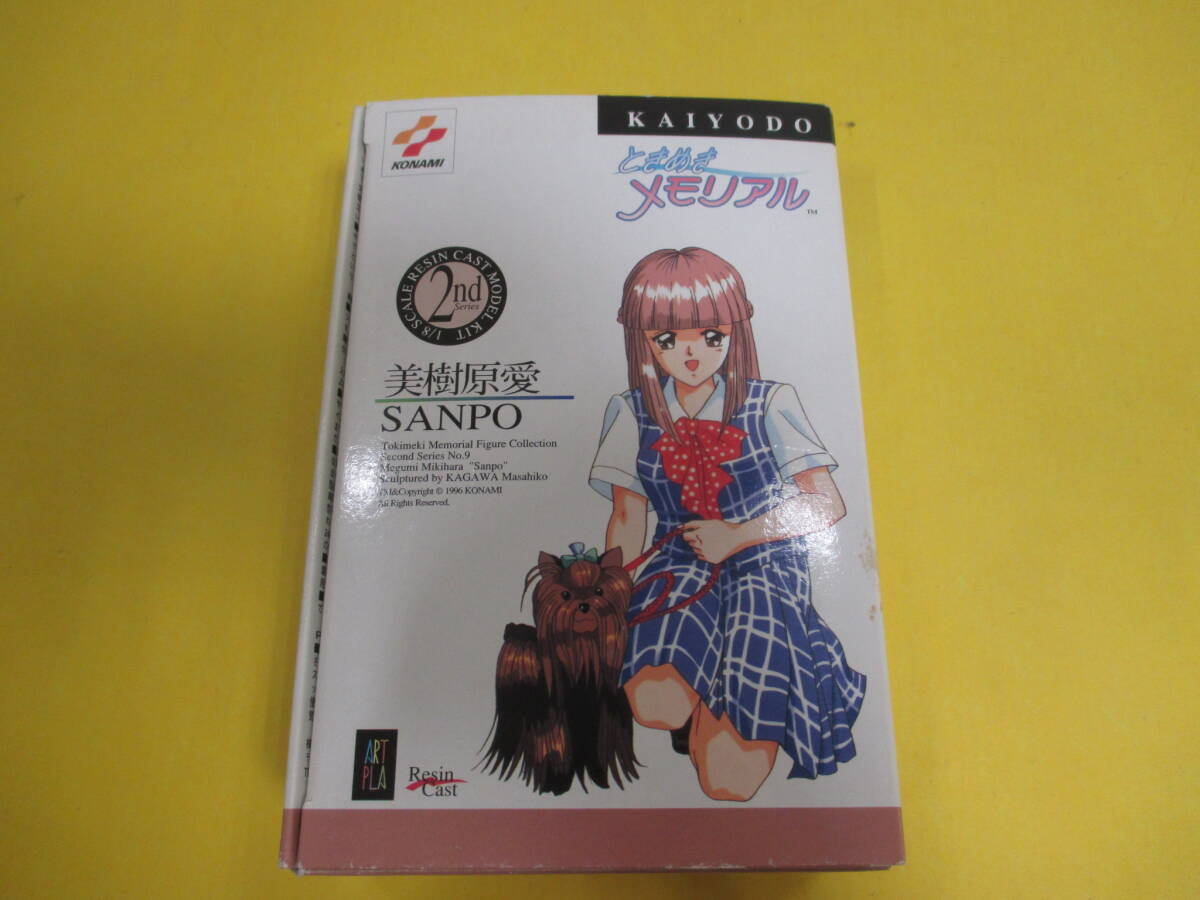 KAIYODO
KONAMI
ときめき
メモリアル
TM
1/8 SCALE RESIN CAST MODEL KIT
2nd
Series
美樹原愛
SANPO
Tokimeki Memorial Figure Collection
Second Series No.9
Megumi Mikihara "Sanpo"
Sculptured by KAGAWA Masahiko
TM&Copyright © 1996 KONAMI
All Rights Reserved.
ART
PLA
Resin
Cast